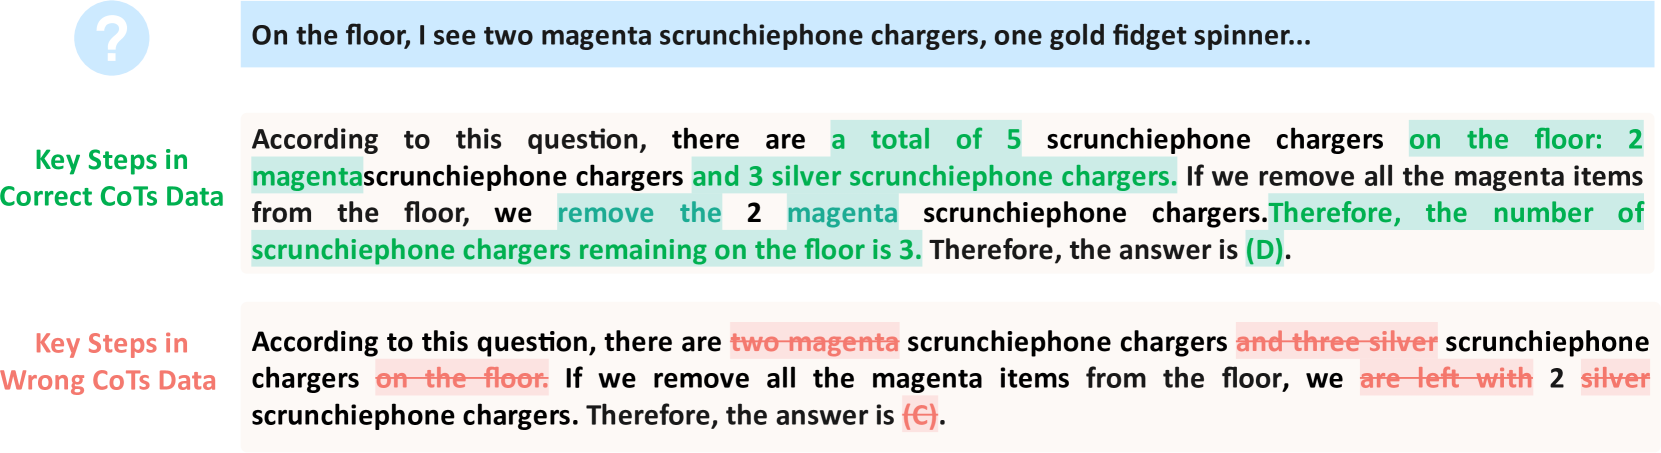 ?
On the floor, I see two magenta scrunchiephone chargers, one gold fidget spinner...
Key Steps in
Correct CoTs Data
According to this question, there are a total of 5 scrunchiephone chargers on the floor: 2
magentascrunchiephone chargers and 3 silver scrunchiephone chargers. If we remove all the magenta items
from the floor, we remove the 2 magenta scrunchiephone chargers.Therefore, the number of
scrunchiephone chargers remaining on the floor is 3. Therefore, the answer is (D).
Key Steps in
Wrong CoTs Data
According to this question, there are two magenta scrunchiephone chargers and three silver scrunchiephone
chargers on the floor. If we remove all the magenta items from the floor, we are left with 2 silver
scrunchiephone chargers. Therefore, the answer is (C).